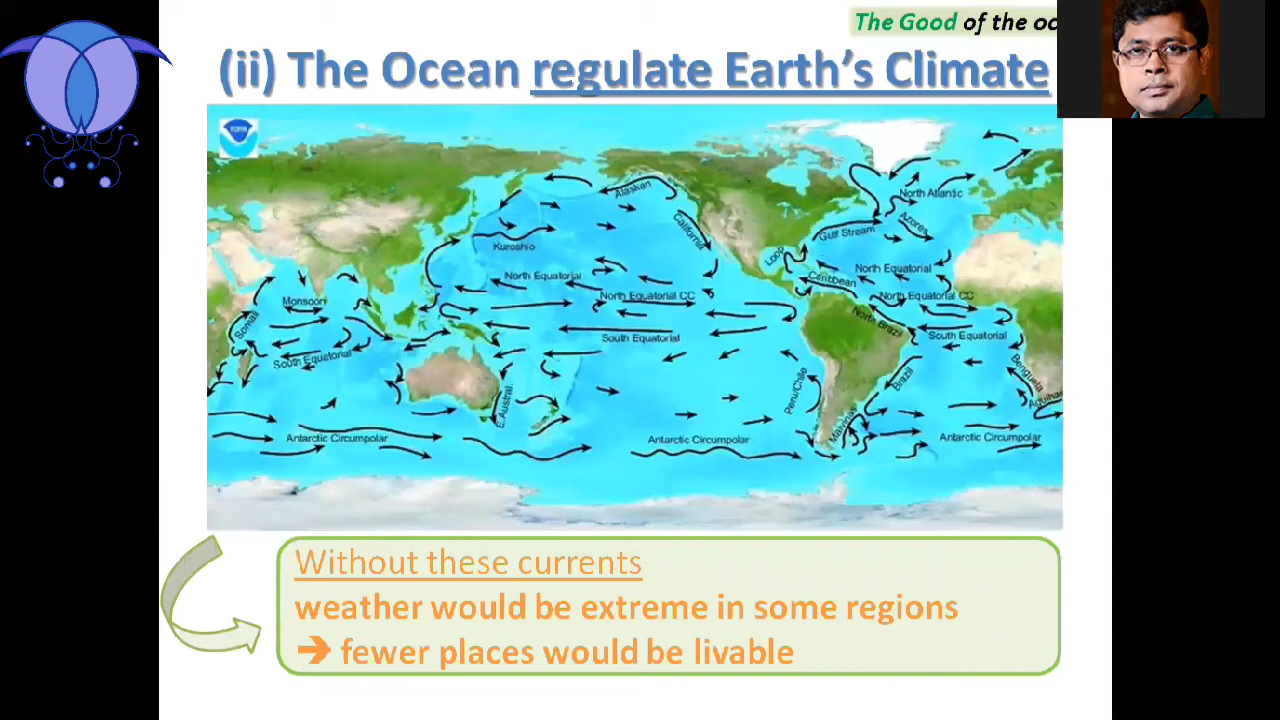 The Good of the oc
(ii) The Ocean regulate Earth's Climate
Alaskan
North Atlantic
California
Gulf Stream
Azores
Kuroshio
Loop
North Equatorial
Caribbean
North Equatorial
Monsoon
North Equatorial CC
North Equatorial CC
Somali
North Brazil
South Equatorial
South Equatorial
South Equatorial
Benguela
Brazil
Peru/Chile
E.Austral.
Agulhas
Malvinas
Antarctic Circumpolar
Antarctic Circumpolar
Antarctic Circumpolar
Without these currents
weather would be extreme in some regions
➔ fewer places would be livable